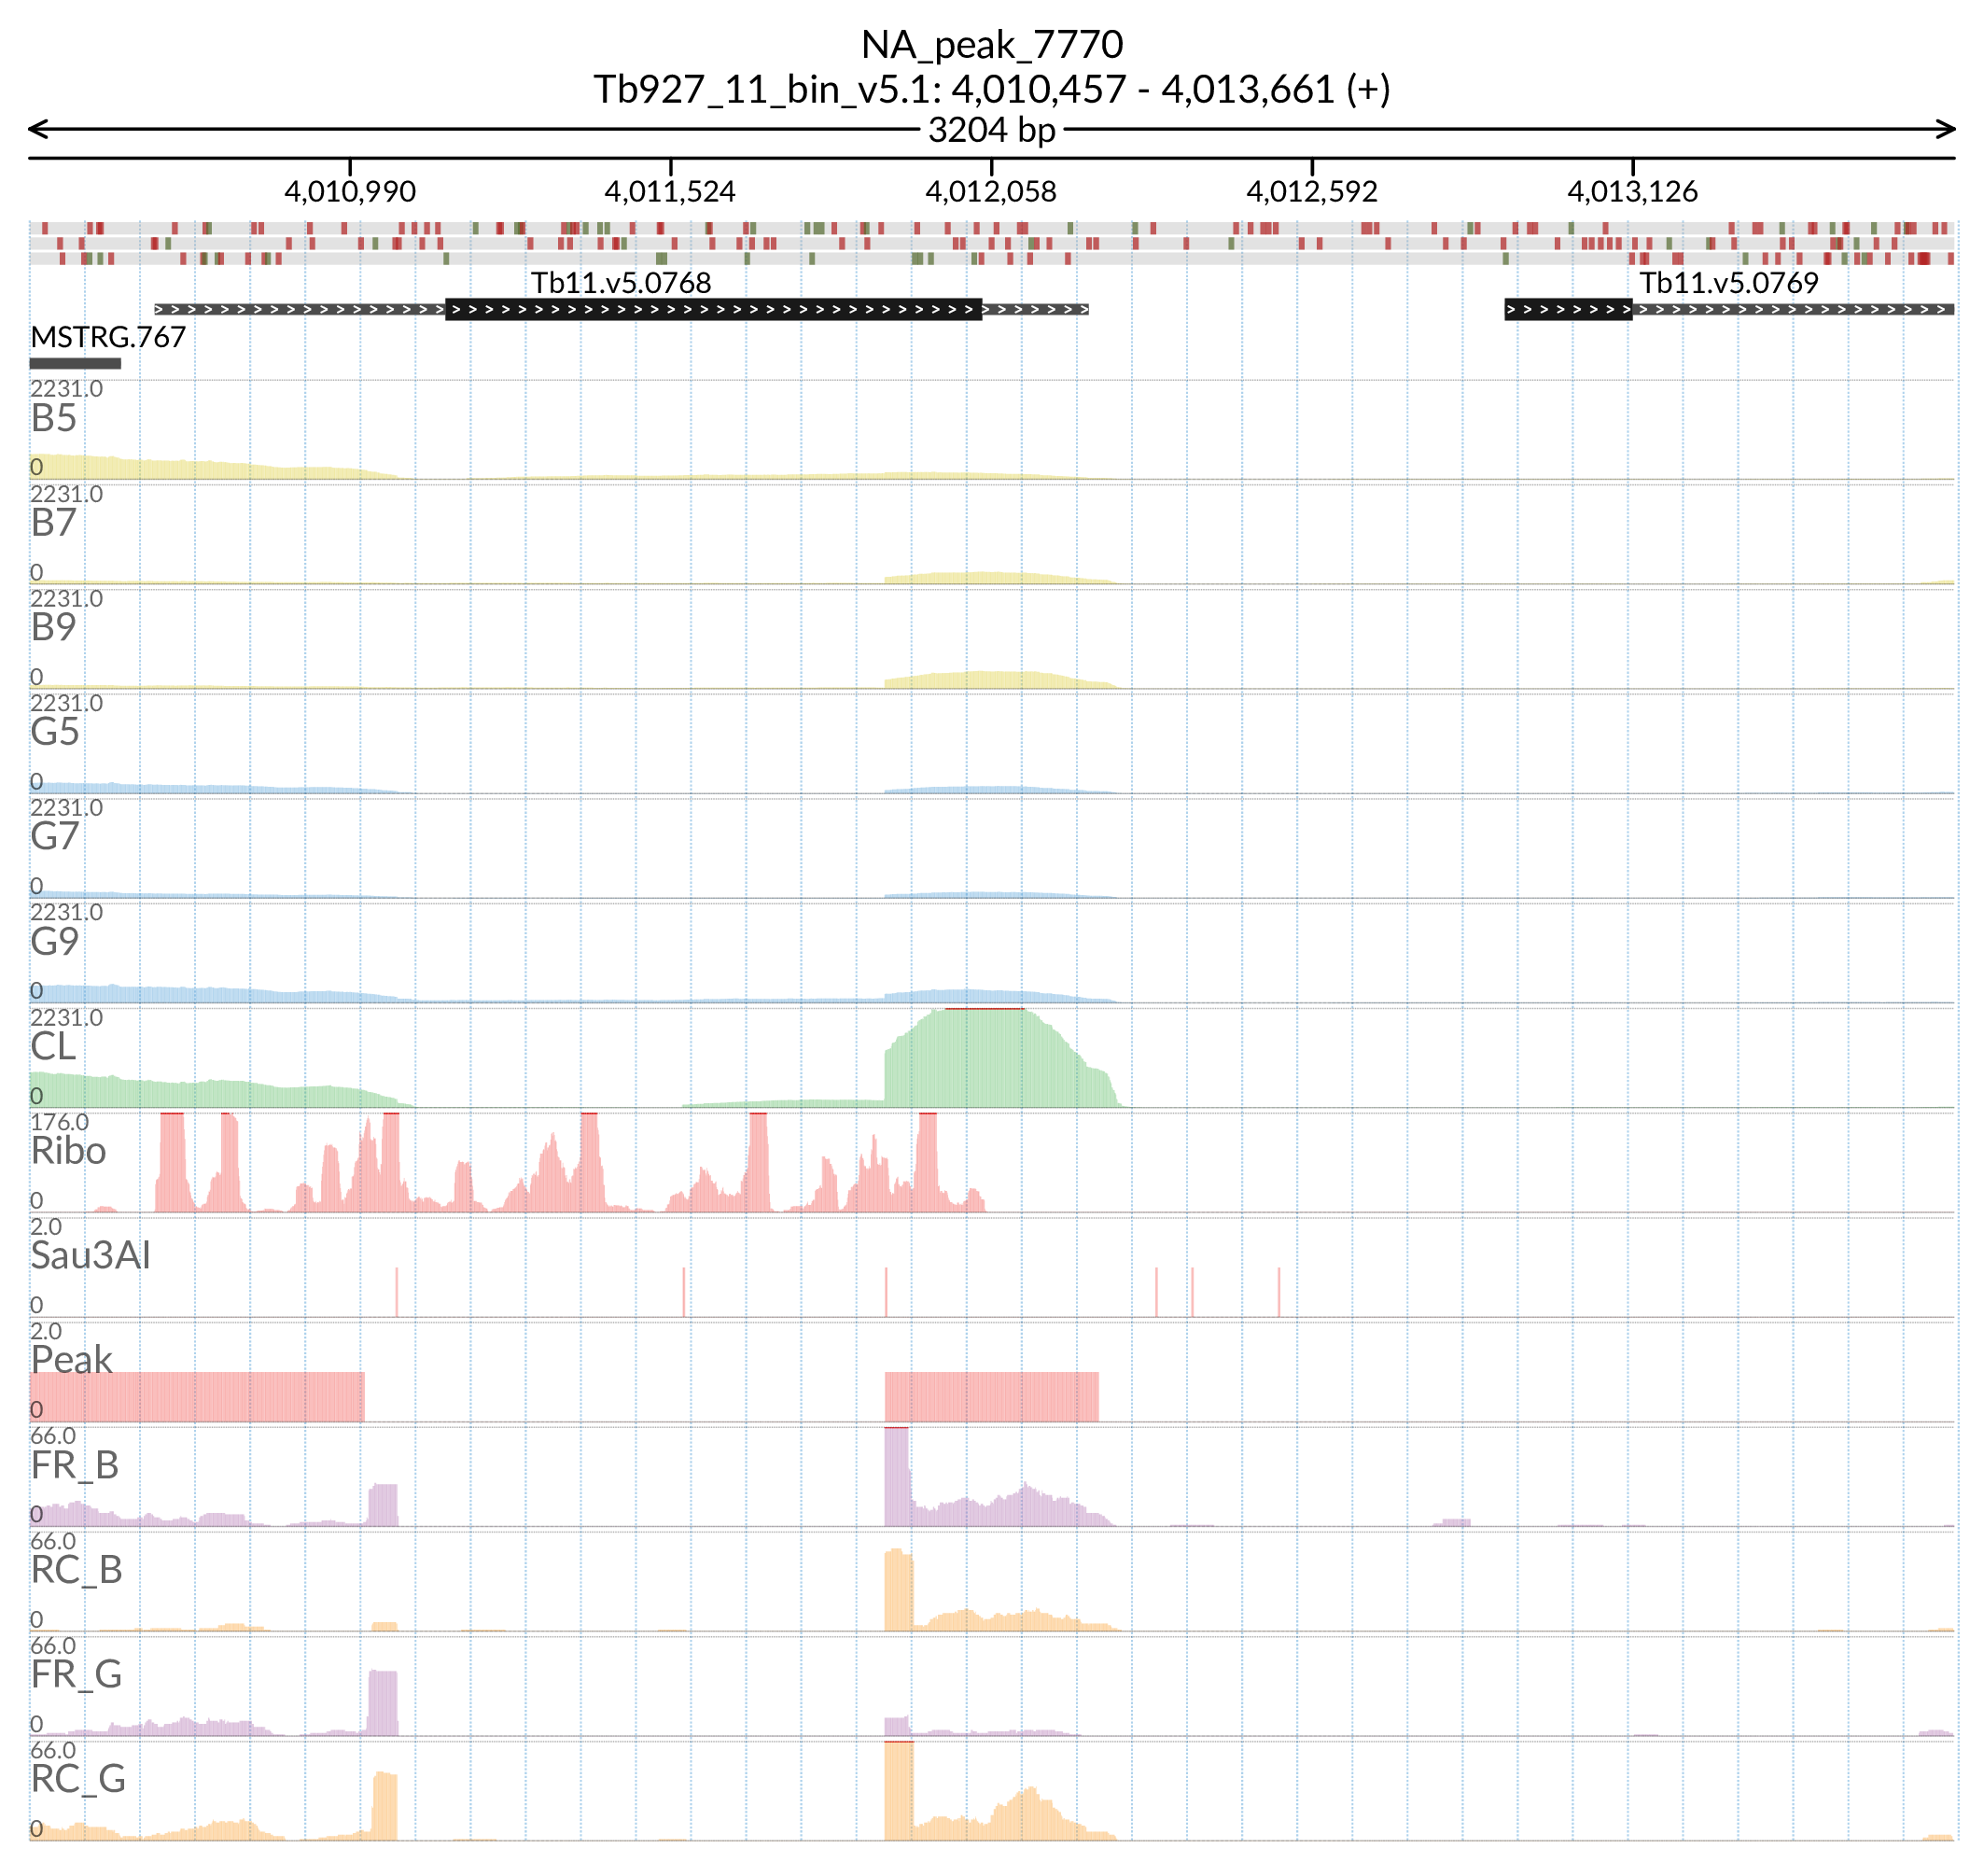 NA_peak_7770
Tb927_11_bin_v5.1: 4,010,457 - 4,013,661 (+)
3204 bp
4,010,990 4,011,524 4,012,058 4,012,592 4,013,126
Tb11.v5.0768 Tb11.v5.0769
MSTRG.767
2231.0
B5
0
2231.0
B7
0
2231.0
B9
0
2231.0
G5
0
2231.0
G7
0
2231.0
G9
0
2231.0
CL
0
176.0
Ribo
0
2.0
Sau3AI
0
2.0
Peak
0
66.0
FR_B
0
66.0
RC_B
0
66.0
FR_G
0
66.0
RC_G
0